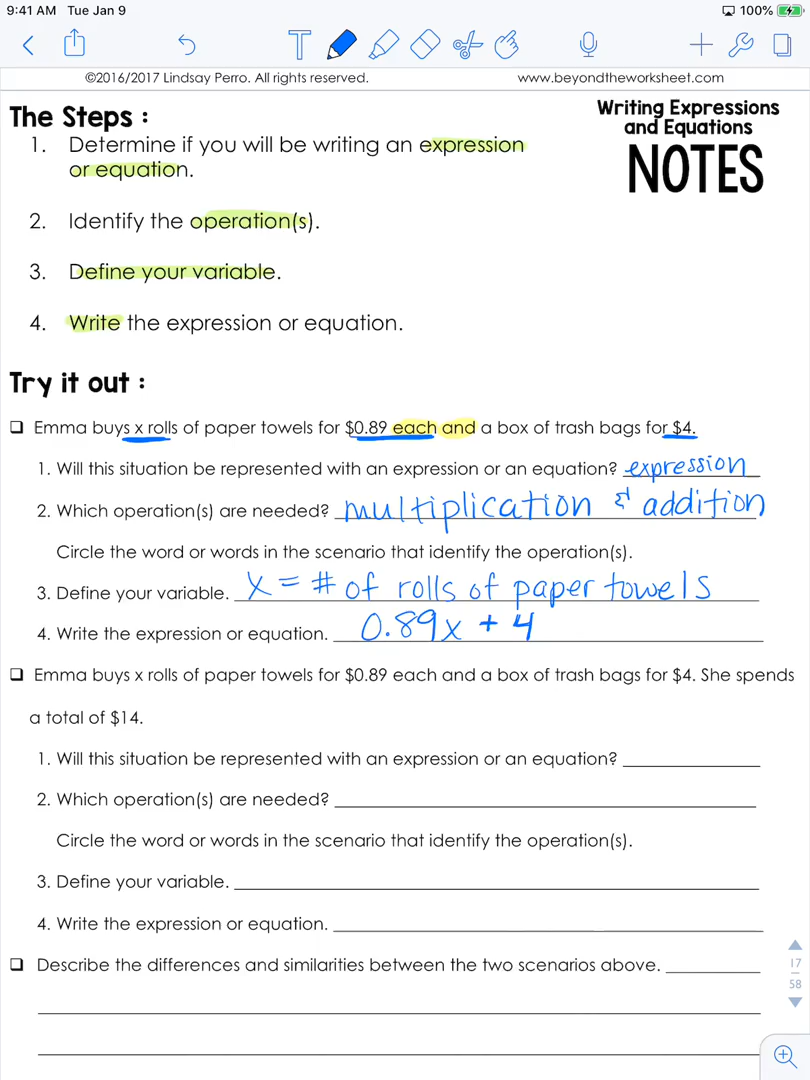 9:41 AM Tue Jan 9 100%
T
©2016/2017 Lindsay Perro. All rights reserved. www.beyondtheworksheet.com
The Steps :
Writing Expressions
and Equations
NOTES
1. Determine if you will be writing an expression
or equation.
2. Identify the operation(s).
3. Define your variable.
4. Write the expression or equation.
Try it out :
❑ Emma buys x rolls of paper towels for $0.89 each and a box of trash bags for $4.
1. Will this situation be represented with an expression or an equation? expression
2. Which operation(s) are needed? multiplication & addition
Circle the word or words in the scenario that identify the operation(s).
3. Define your variable. x = # of rolls of paper towels
4. Write the expression or equation. 0.89x + 4
❑ Emma buys x rolls of paper towels for $0.89 each and a box of trash bags for $4. She spends
a total of $14.
1. Will this situation be represented with an expression or an equation?
2. Which operation(s) are needed?
Circle the word or words in the scenario that identify the operation(s).
3. Define your variable.
4. Write the expression or equation.
❑ Describe the differences and similarities between the two scenarios above.
17
58